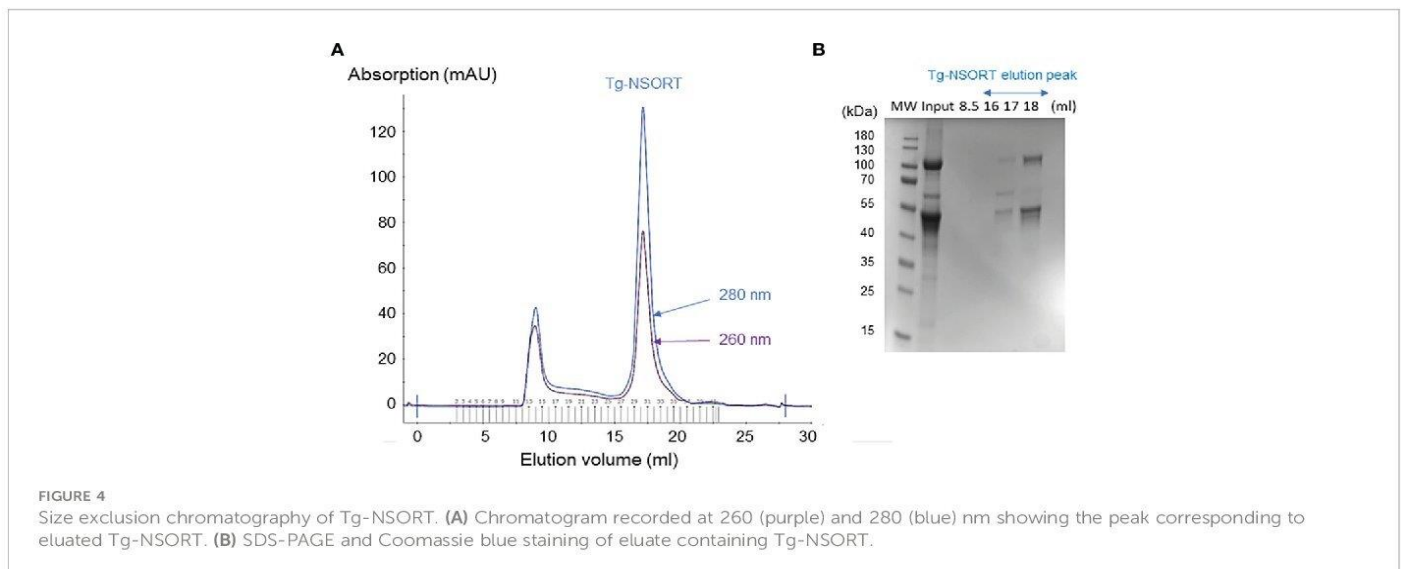 A
B
Absorption (mAU)
Tg-NSORT
Tg-NSORT elution peak
(kDa) MW Input 8.5 16 17 18 (ml)
120
100
80
60
40
20
0
280 nm
260 nm
180
130
100
70
55
40
35
25
15
0 5 10 15 20 25 30
Elution volume (ml)
FIGURE 4
Size exclusion chromatography of Tg-NSORT. (A) Chromatogram recorded at 260 (purple) and 280 (blue) nm showing the peak corresponding to
eluated Tg-NSORT. (B) SDS-PAGE and Coomassie blue staining of eluate containing Tg-NSORT.